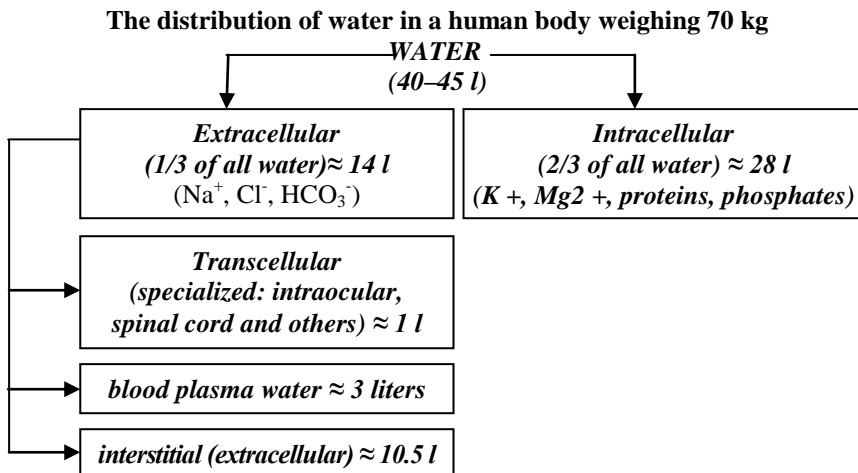 The distribution of water in a human body weighing 70 kg
WATER
(40–45 l)
Extracellular
(1/3 of all water)≈ 14 l
(Na⁺, Cl⁻, HCO₃⁻)
Intracellular
(2/3 of all water) ≈ 28 l
(K +, Mg2 +, proteins, phosphates)
Transcellular
(specialized: intraocular,
spinal cord and others) ≈ 1 l
blood plasma water ≈ 3 liters
interstitial (extracellular) ≈ 10.5 l